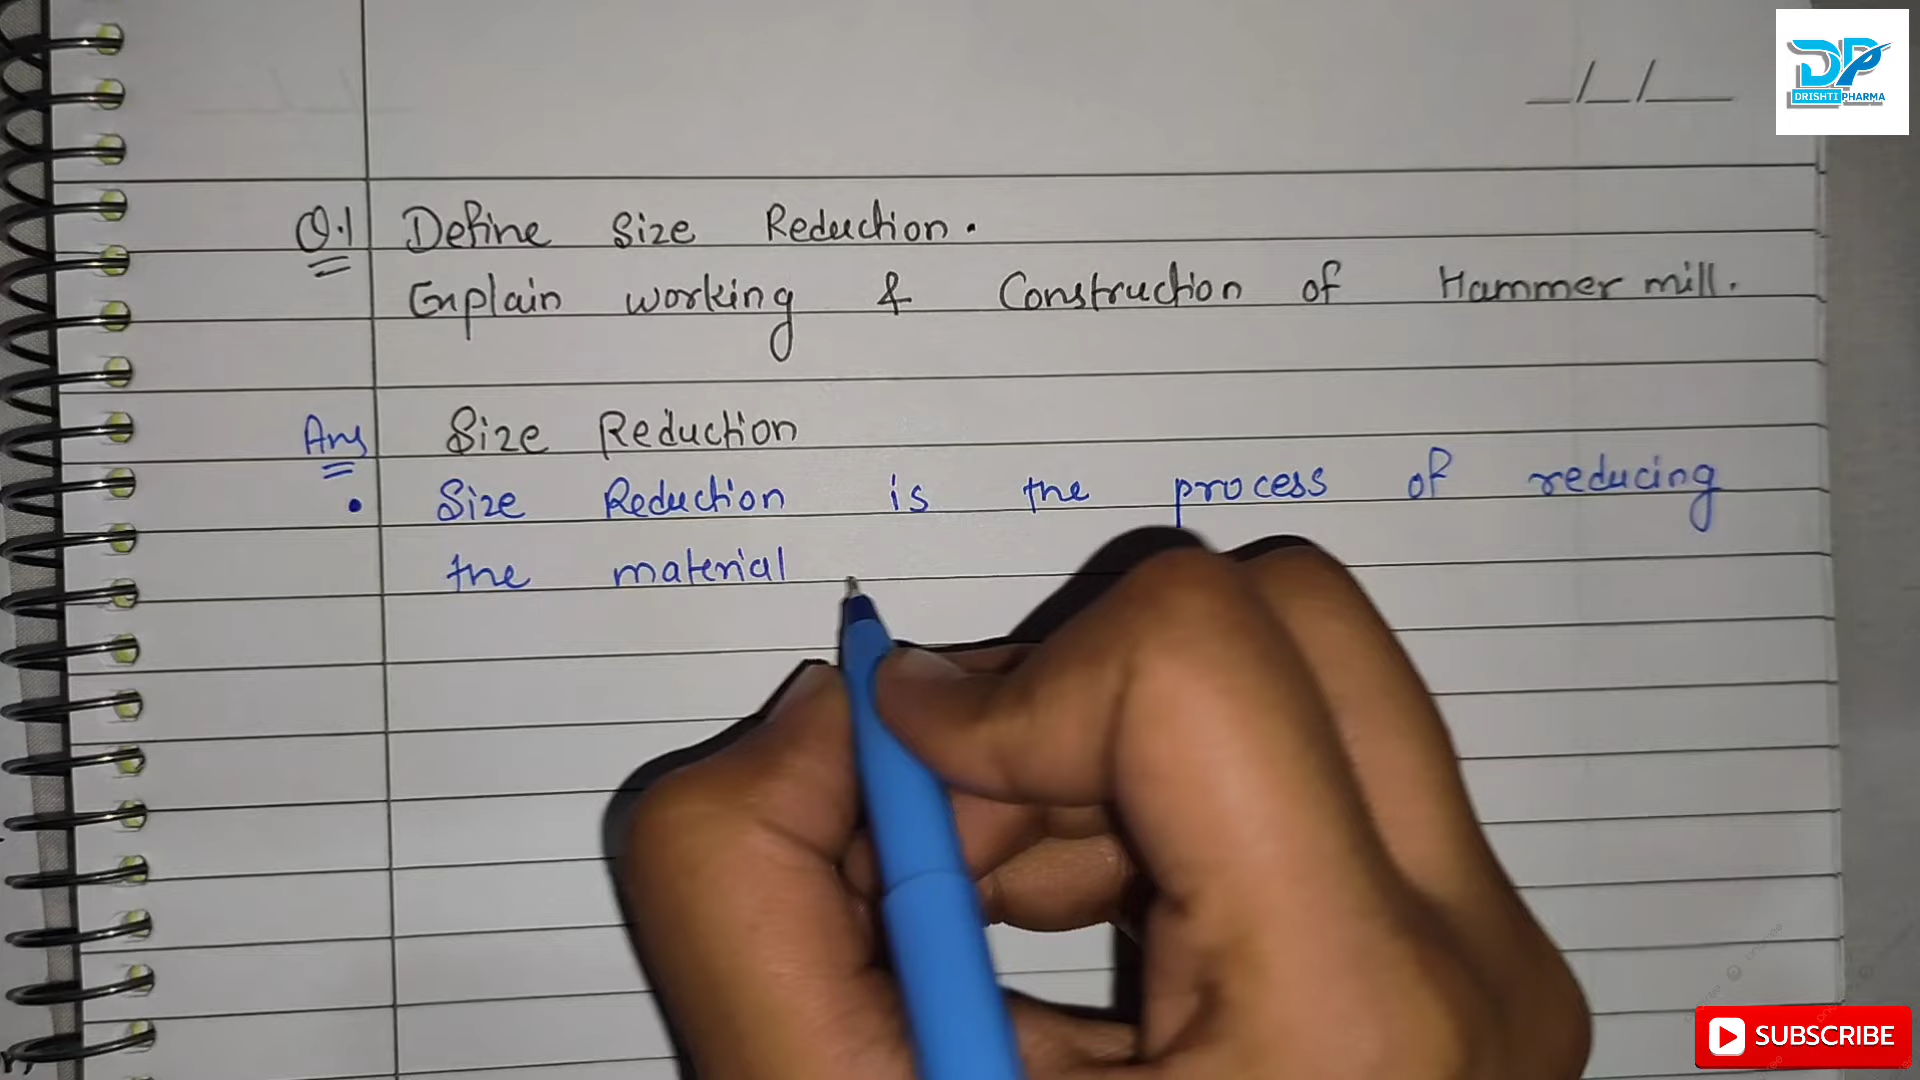 DP
DRISHTI PHARMA
__/__/____
Q.1 Define Size Reduction.
Explain working & Construction of Hammer mill.
Ans Size Reduction
• Size Reduction is the process of reducing
the material
SUBSCRIBE